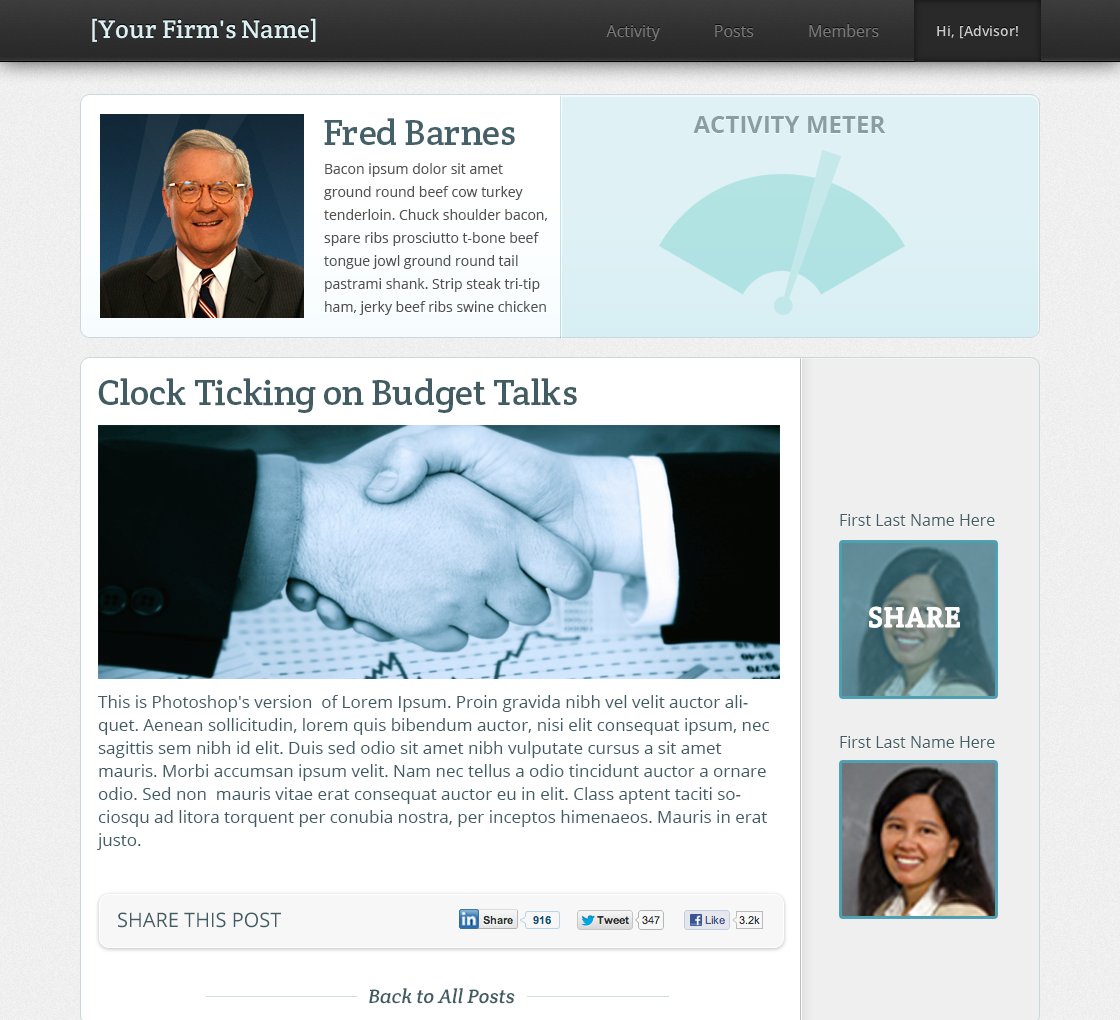 [Your Firm's Name]
Activity
Posts
Members
Hi, [Advisor!
Fred Barnes
Bacon ipsum dolor sit amet
ground round beef cow turkey
tenderloin. Chuck shoulder bacon,
spare ribs prosciutto t-bone beef
tongue jowl ground round tail
pastrami shank. Strip steak tri-tip
ham, jerky beef ribs swine chicken
ACTIVITY METER
Clock Ticking on Budget Talks
This is Photoshop's version  of Lorem Ipsum. Proin gravida nibh vel velit auctor ali-
quet. Aenean sollicitudin, lorem quis bibendum auctor, nisi elit consequat ipsum, nec
sagittis sem nibh id elit. Duis sed odio sit amet nibh vulputate cursus a sit amet
mauris. Morbi accumsan ipsum velit. Nam nec tellus a odio tincidunt auctor a ornare
odio. Sed non  mauris vitae erat consequat auctor eu in elit. Class aptent taciti so-
ciosqu ad litora torquent per conubia nostra, per inceptos himenaeos. Mauris in erat
justo.
SHARE THIS POST
in Share 916
Tweet 347
f Like 3.2k
Back to All Posts
First Last Name Here
SHARE
First Last Name Here